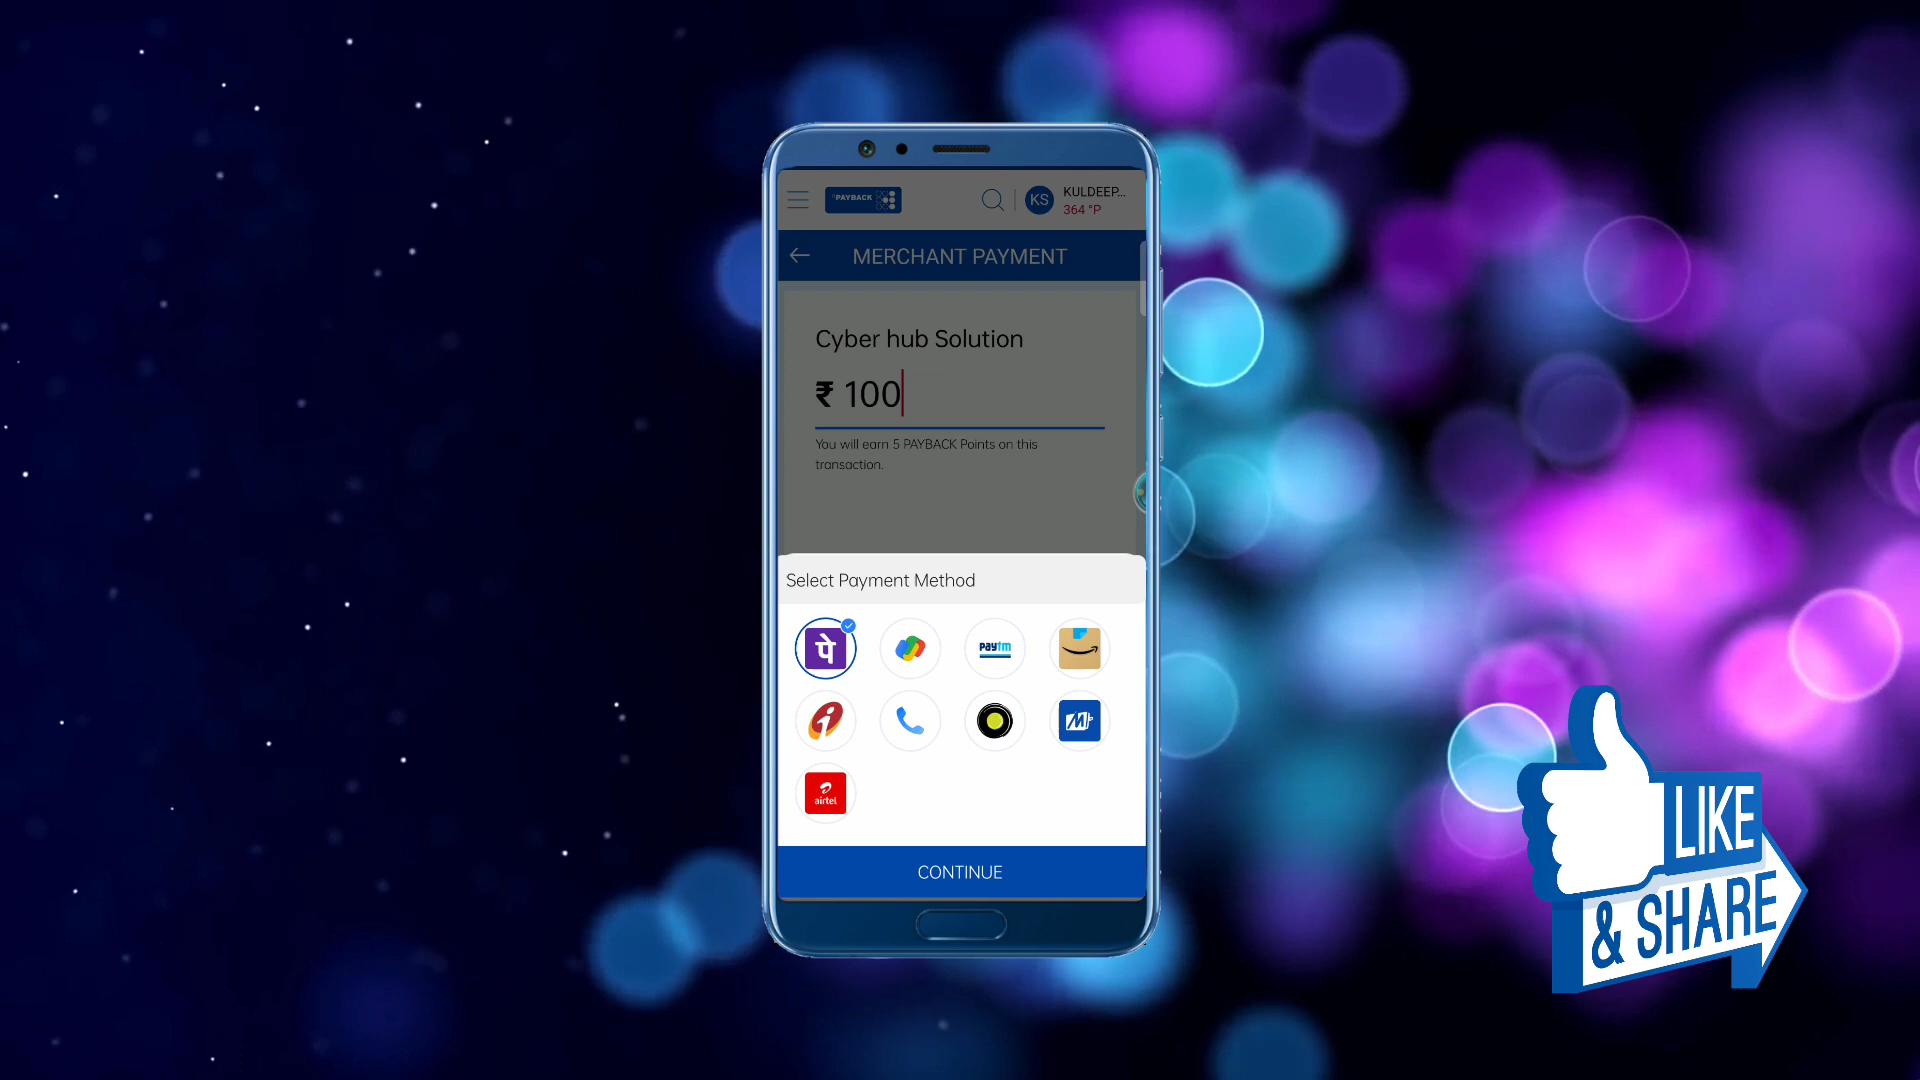 PAYBACK
KS
KULDEEP...
364 °P
MERCHANT PAYMENT
Cyber hub Solution
₹ 100
You will earn 5 PAYBACK Points on this
transaction.
Select Payment Method
पे
paytm
airtel
CONTINUE
LIKE
& SHARE